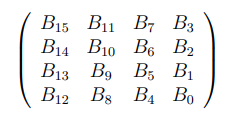 B₁₅ B₁₁ B₇ B₃
B₁₄ B₁₀ B₆ B₂
B₁₃ B₉ B₅ B₁
B₁₂ B₈ B₄ B₀